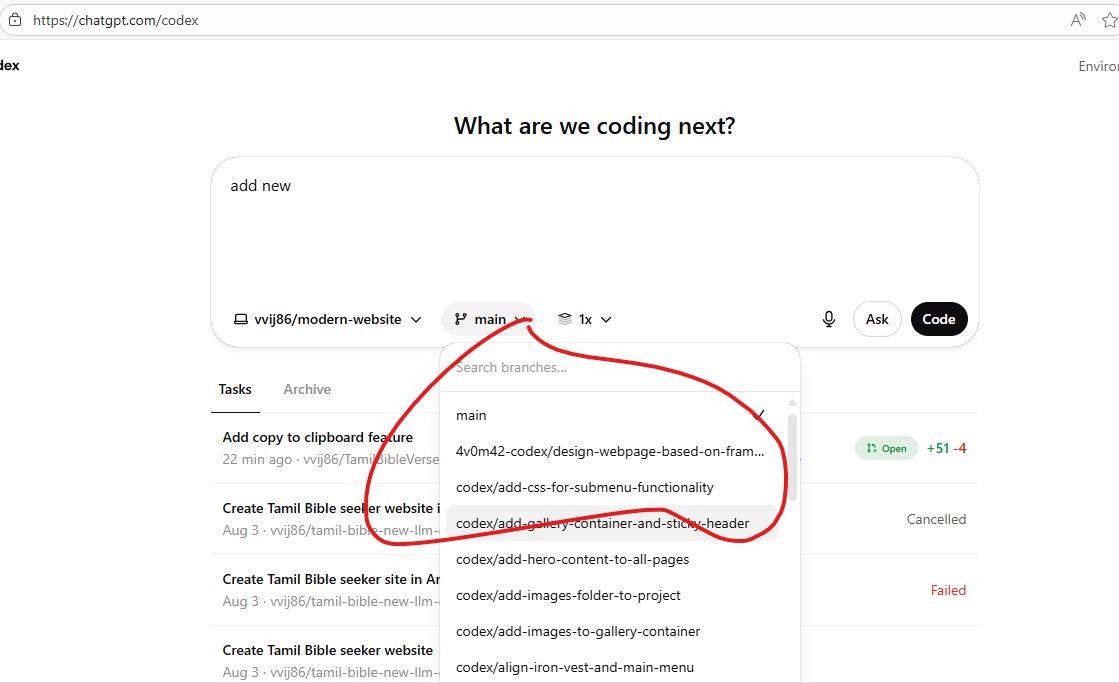 https://chatgpt.com/codex
dex
Environ
What are we coding next?
add new
vvij86/modern-website
main
1x
Ask
Code
Search branches...
Tasks
Archive
main
Add copy to clipboard feature
22 min ago · vvij86/TamilBibleVerse
Open
+51 -4
4v0m42-codex/design-webpage-based-on-fram...
codex/add-css-for-submenu-functionality
Create Tamil Bible seeker website i
Aug 3 · vvij86/tamil-bible-new-llm-
Cancelled
codex/add-gallery-container-and-sticky-header
codex/add-hero-content-to-all-pages
Create Tamil Bible seeker site in Ar
Aug 3 · vvij86/tamil-bible-new-llm-
Failed
codex/add-images-folder-to-project
codex/add-images-to-gallery-container
Create Tamil Bible seeker website
Aug 3 · vvij86/tamil-bible-new-llm-
codex/align-iron-vest-and-main-menu